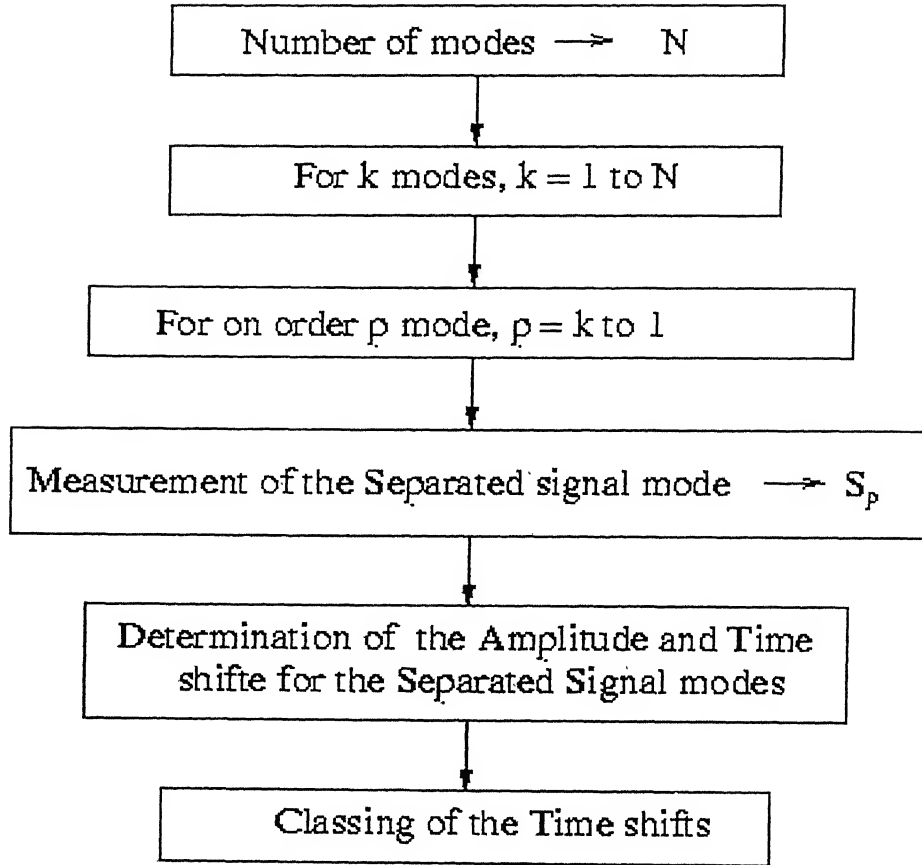 Number of modes → N
For k modes, k = 1 to N
For on order p mode, p = k to 1
Measurement of the Separated signal mode → Sₚ
Determination of the Amplitude and Time
shifte for the Separated Signal modes
Classing of the Time shifts